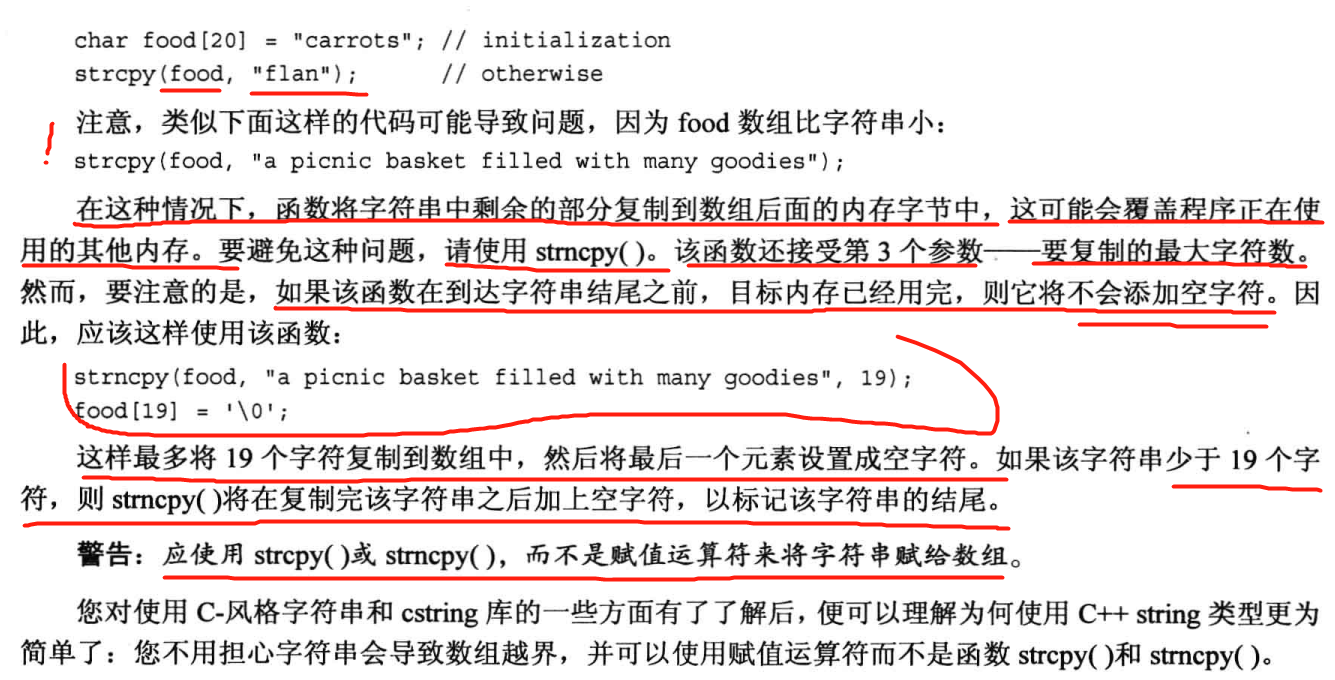 char food[20] = "carrots"; // initialization
strcpy(food, "flan");      // otherwise
注意，类似下面这样的代码可能导致问题，因为 food 数组比字符串小：
strcpy(food, "a picnic basket filled with many goodies");
在这种情况下，函数将字符串中剩余的部分复制到数组后面的内存字节中，这可能会覆盖程序正在使
用的其他内存。要避免这种问题，请使用 strncpy( )。该函数还接受第 3 个参数——要复制的最大字符数。
然而，要注意的是，如果该函数在到达字符串结尾之前，目标内存已经用完，则它将不会添加空字符。因
此，应该这样使用该函数：
strncpy(food, "a picnic basket filled with many goodies", 19);
food[19] = '\0';
这样最多将 19 个字符复制到数组中，然后将最后一个元素设置成空字符。如果该字符串少于 19 个字
符，则 strncpy( )将在复制完该字符串之后加上空字符，以标记该字符串的结尾。
警告：应使用 strcpy( )或 strncpy( )，而不是赋值运算符来将字符串赋给数组。
您对使用 C-风格字符串和 cstring 库的一些方面有了了解后，便可以理解为何使用 C++ string 类型更为
简单了：您不用担心字符串会导致数组越界，并可以使用赋值运算符而不是函数 strcpy( )和 strncpy( )。